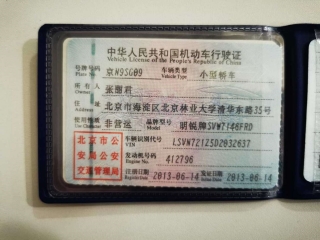 中华人民共和国机动车行驶证
Vehicle License of the People's Republic of China
号牌号码 京N9SG09 车辆类型 小型轿车
Plate No. Vehicle Type
所有人 张丽君
Owner
住址 北京市海淀区北京林业大学清华东路35号
Address
使用性质 非营运 品牌型号 明锐牌SVW7146FRD
Use Character Model
车辆识别代号
VIN LSVW72125D2032637
发动机号码 412796
Engine No.
注册日期 2013-06-14 发证日期 2013-06-14
Register Date Issue Date
北京市公
安局公安
交通管理局